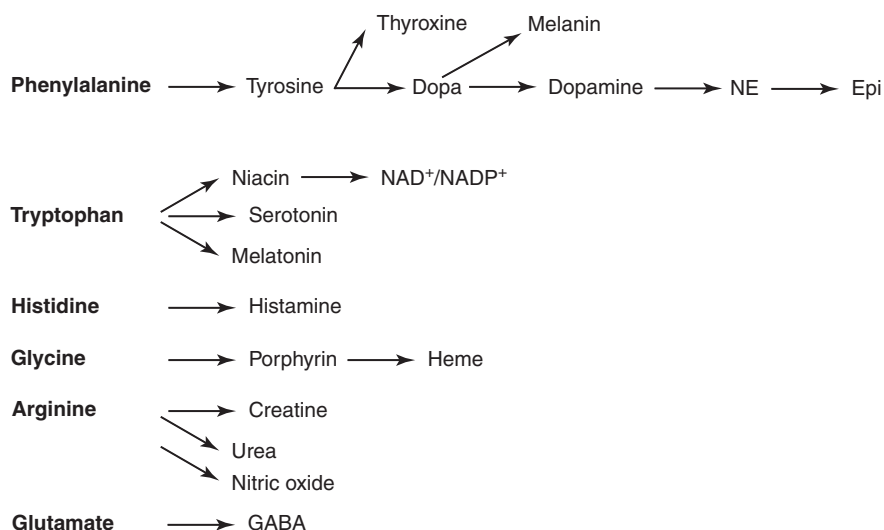 Thyroxine Melanin
Phenylalanine Tyrosine Dopa Dopamine NE Epi
Niacin NAD⁺/NADP⁺
Tryptophan Serotonin
Melatonin
Histidine Histamine
Glycine Porphyrin Heme
Arginine Creatine
Urea
Nitric oxide
Glutamate GABA